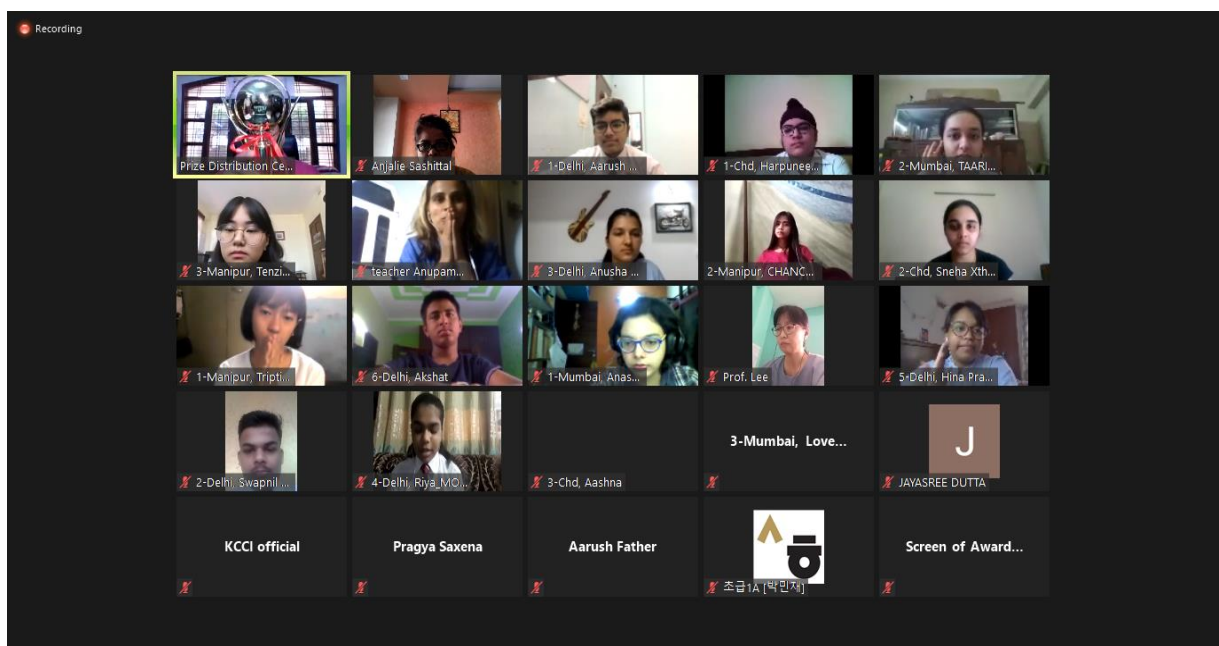 Recording
Prize Distribution Ce...
Anjalie Sashittal
1-Delhi, Aarush ...
1-Chd, Harpunee...
2-Mumbai, TAARI...
3-Manipur, Tenzi...
teacher Anupam...
3-Delhi, Anusha ...
2-Manipur, CHANC...
2-Chd, Sneha Xth...
1-Manipur, Tripti...
6-Delhi, Akshat
1-Mumbai, Anas...
Prof. Lee
5-Delhi, Hina Pra...
2-Delhi, Swapnil ...
4-Delhi, Riya_MO...
3-Chd, Aashna
3-Mumbai, Love...
J
JAYASREE DUTTA
KCCI official
Pragya Saxena
Aarush Father
초급1A [박민재]
Screen of Award...